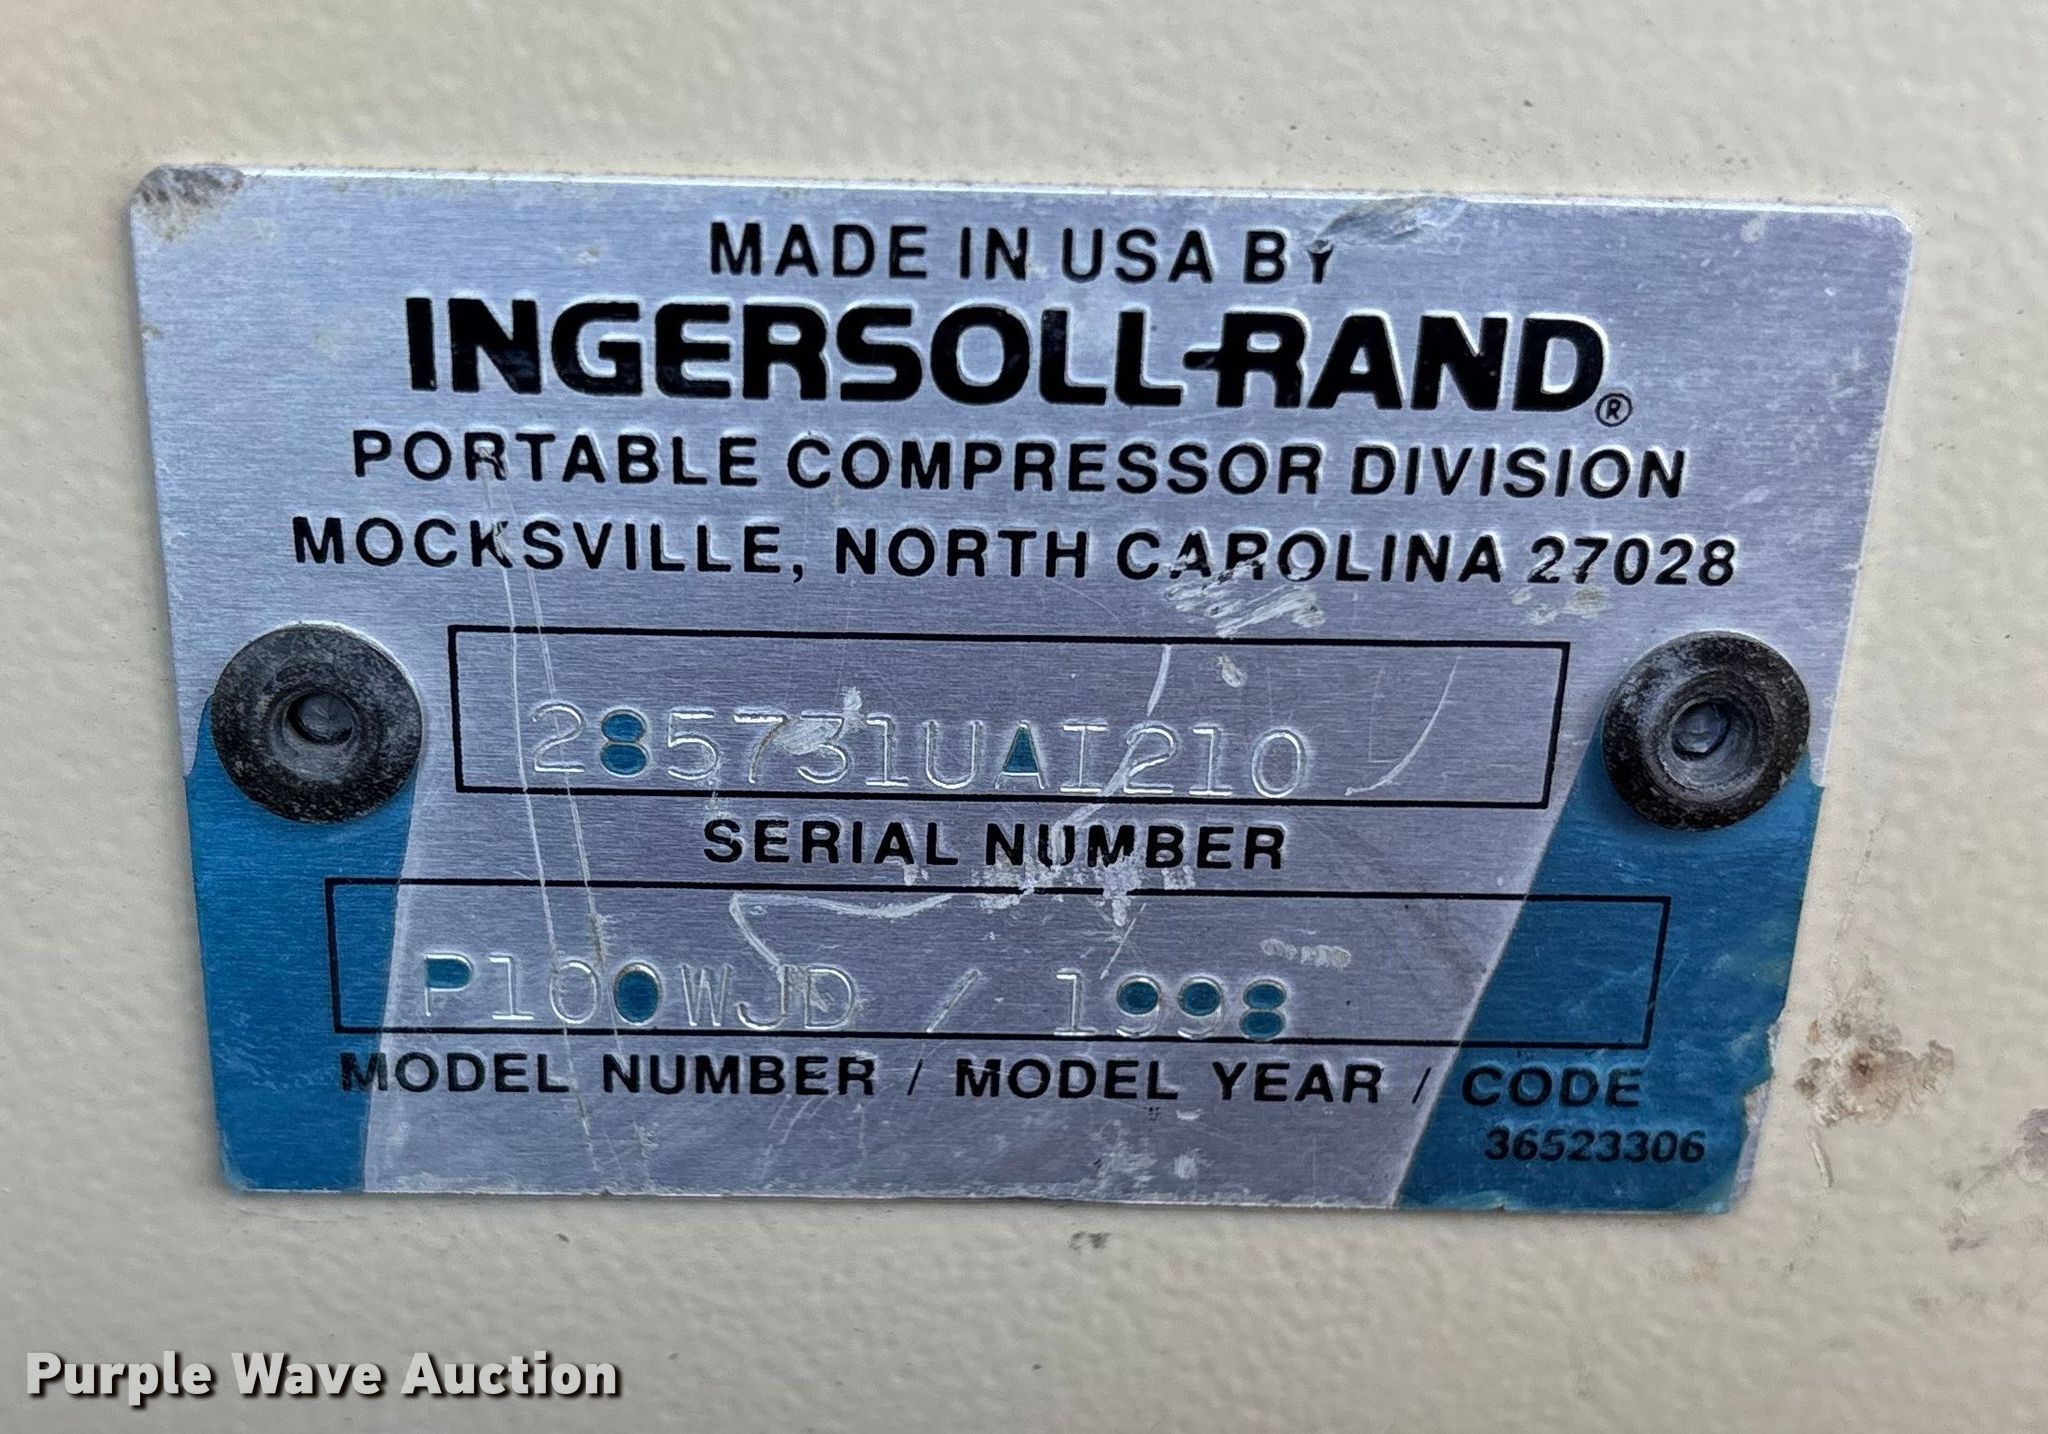 MADE IN USA BY
INGERSOLL-RAND®
PORTABLE COMPRESSOR DIVISION
MOCKSVILLE, NORTH CAROLINA 27028
285731UAI210
SERIAL NUMBER
P100WJD / 1998
MODEL NUMBER / MODEL YEAR / CODE
36523306
Purple Wave Auction